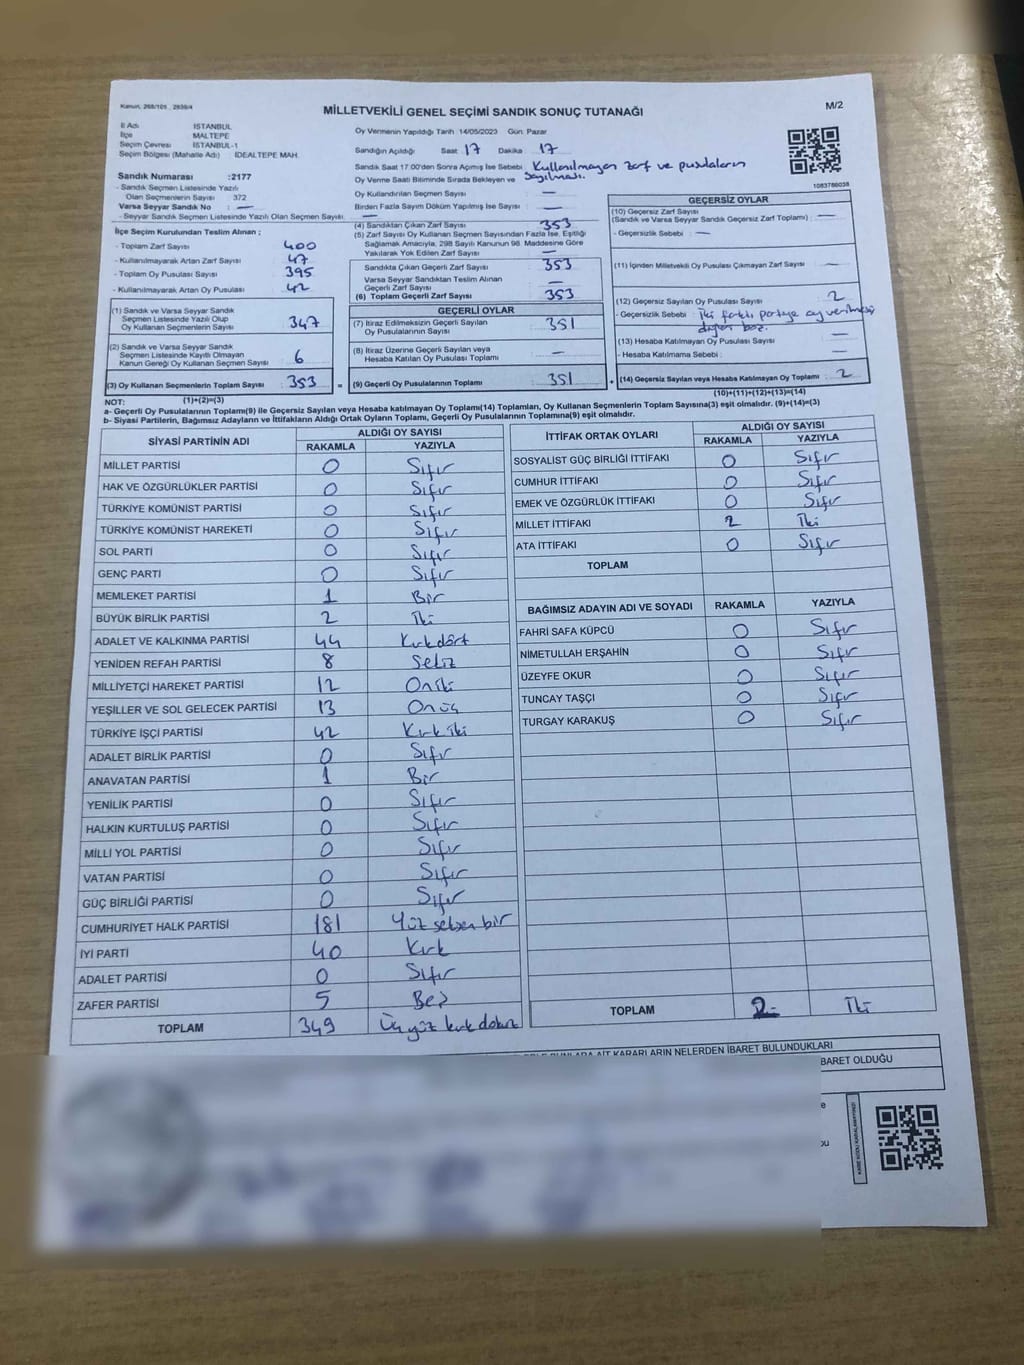 Kanun, 298/105 , 2839/4
MİLLETVEKİLİ GENEL SEÇİMİ SANDIK SONUÇ TUTANAĞI
M/2
İl Adı İSTANBUL
İlçe MALTEPE
Seçim Çevresi İSTANBUL-1
Seçim Bölgesi (Mahalle Adı) İDEALTEPE MAH.
Sandık Numarası :2177
- Sandık Seçmen Listesinde Yazılı
Olan Seçmenlerin Sayısı : 372
Varsa Seyyar Sandık No : —
- Seyyar Sandık Seçmen Listesinde Yazılı Olan Seçmen Sayısı: —
İlçe Seçim Kurulundan Teslim Alınan ;
- Toplam Zarf Sayısı 400
- Kullanılmayarak Artan Zarf Sayısı 47
- Toplam Oy Pusulası Sayısı 395
- Kullanılmayarak Artan Oy Pusulası 42
(1) Sandık ve Varsa Seyyar Sandık
Seçmen Listesinde Yazılı Olup
Oy Kullanan Seçmenlerin Sayısı 347
(2) Sandık ve Varsa Seyyar Sandık
Seçmen Listesinde Kayıtlı Olmayan
Kanun Gereği Oy Kullanan Seçmen Sayısı 6
(3) Oy Kullanan Seçmenlerin Toplam Sayısı 353 =
Oy Vermenin Yapıldığı Tarih 14/05/2023 Gün: Pazar
Sandığın Açıldığı Saat 17 Dakika 17
Sandık Saat 17:00'den Sonra Açılmış İse Sebebi Kullanılmayan zarf ve pusulaların
sayılması.
Oy Verme Saati Bitiminde Sırada Bekleyen ve
Oy Kullandırılan Seçmen Sayısı —
Birden Fazla Sayım Döküm Yapılmış İse Sayısı —
(4) Sandıktan Çıkan Zarf Sayısı 353
(5) Zarf Sayısı Oy Kullanan Seçmen Sayısından Fazla İse, Eşitliği
Sağlamak Amacıyla, 298 Sayılı Kanunun 98. Maddesine Göre
Yakılarak Yok Edilen Zarf Sayısı —
Sandıkta Çıkan Geçerli Zarf Sayısı 353
Varsa Seyyar Sandıktan Teslim Alınan
Geçerli Zarf Sayısı —
(6) Toplam Geçerli Zarf Sayısı 353
GEÇERLİ OYLAR
(7) İtiraz Edilmeksizin Geçerli Sayılan
Oy Pusulalarının Sayısı 351
(8) İtiraz Üzerine Geçerli Sayılan veya
Hesaba Katılan Oy Pusulası Toplamı —
(9) Geçerli Oy Pusulalarının Toplamı 351 +
1083786038
GEÇERSİZ OYLAR
(10) Geçersiz Zarf Sayısı
(Sandık ve Varsa Seyyar Sandık Geçersiz Zarf Toplamı) : —
- Geçersizlik Sebebi : —
(11) İçinden Milletvekili Oy Pusulası Çıkmayan Zarf Sayısı —
(12) Geçersiz Sayılan Oy Pusulası Sayısı 2
- Geçersizlik Sebebi : İki farklı partiye oy verilmesi
diğeri boş.
(13) Hesaba Katılmayan Oy Pusulası Sayısı —
- Hesaba Katılmama Sebebi : —
(14) Geçersiz Sayılan veya Hesaba Katılmayan Oy Toplamı 2
NOT: (1)+(2)=(3)
(10)+(11)+(12)+(13)=(14)
a- Geçerli Oy Pusulalarının Toplamı(9) ile Geçersiz Sayılan veya Hesaba katılmayan Oy Toplamı(14) Toplamları, Oy Kullanan Seçmenlerin Toplam Sayısına(3) eşit olmalıdır. (9)+(14)=(3)
b- Siyasi Partilerin, Bağımsız Adayların ve İttifakların Aldığı Ortak Oyların Toplamı, Geçerli Oy Pusulalarının Toplamına(9) eşit olmalıdır.
SİYASİ PARTİNİN ADI ALDIĞI OY SAYISI
RAKAMLA YAZIYLA
MİLLET PARTİSİ 0 Sıfır
HAK VE ÖZGÜRLÜKLER PARTİSİ 0 Sıfır
TÜRKİYE KOMÜNİST PARTİSİ 0 Sıfır
TÜRKİYE KOMÜNİST HAREKETİ 0 Sıfır
SOL PARTİ 0 Sıfır
GENÇ PARTİ 0 Sıfır
MEMLEKET PARTİSİ 1 Bir
BÜYÜK BİRLİK PARTİSİ 2 İki
ADALET VE KALKINMA PARTİSİ 44 Kırkdört
YENİDEN REFAH PARTİSİ 8 Sekiz
MİLLİYETÇİ HAREKET PARTİSİ 12 Oniki
YEŞİLLER VE SOL GELECEK PARTİSİ 13 Onüç
TÜRKİYE İŞÇİ PARTİSİ 42 Kırk iki
ADALET BİRLİK PARTİSİ 0 Sıfır
ANAVATAN PARTİSİ 1 Bir
YENİLİK PARTİSİ 0 Sıfır
HALKIN KURTULUŞ PARTİSİ 0 Sıfır
MİLLİ YOL PARTİSİ 0 Sıfır
VATAN PARTİSİ 0 Sıfır
GÜÇ BİRLİĞİ PARTİSİ 0 Sıfır
CUMHURİYET HALK PARTİSİ 181 Yüz seksen bir
İYİ PARTİ 40 Kırk
ADALET PARTİSİ 0 Sıfır
ZAFER PARTİSİ 5 Beş
TOPLAM 349 Üç yüz kırk dokuz
İTTİFAK ORTAK OYLARI ALDIĞI OY SAYISI
RAKAMLA YAZIYLA
SOSYALİST GÜÇ BİRLİĞİ İTTİFAKI 0 Sıfır
CUMHUR İTTİFAKI 0 Sıfır
EMEK VE ÖZGÜRLÜK İTTİFAKI 0 Sıfır
MİLLET İTTİFAKI 2 İki
ATA İTTİFAKI 0 Sıfır
TOPLAM
BAĞIMSIZ ADAYIN ADI VE SOYADI RAKAMLA YAZIYLA
FAHRİ SAFA KÜPCÜ 0 Sıfır
NİMETULLAH ERŞAHİN 0 Sıfır
ÜZEYFE OKUR 0 Sıfır
TUNCAY TAŞÇI 0 Sıfır
TURGAY KARAKUŞ 0 Sıfır
TOPLAM 2 İki
AİT KARARLARIN NELERDEN İBARET BULUNDUKLARI
İBARET OLDUĞU